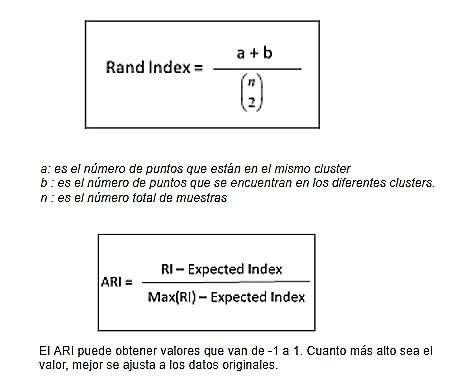 Rand Index = a + b / (n 2)
a: es el número de puntos que están en el mismo cluster
b : es el número de puntos que se encuentran en los diferentes clusters.
n : es el número total de muestras
ARI = RI – Expected Index / Max(RI) – Expected Index
El ARI puede obtener valores que van de -1 a 1. Cuanto más alto sea el
valor, mejor se ajusta a los datos originales.